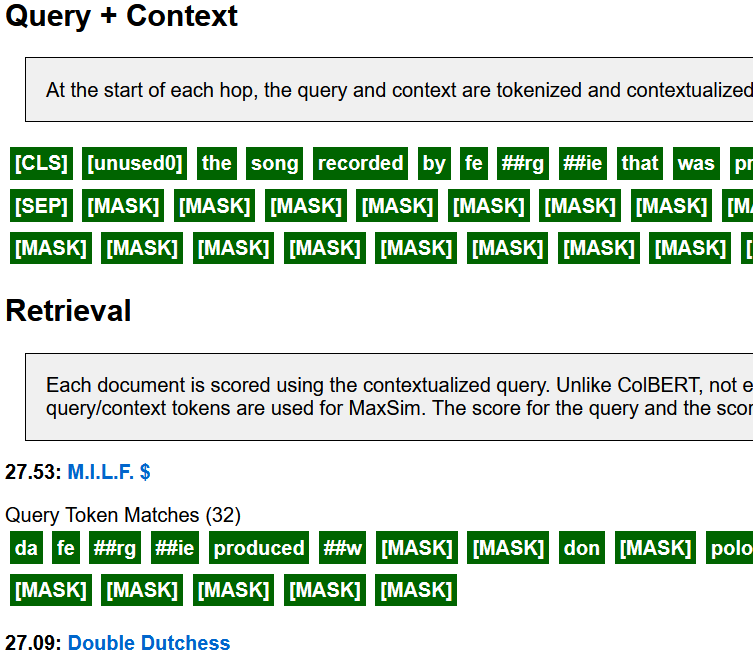 Query + Context
At the start of each hop, the query and context are tokenized and contextualized
[CLS] [unused0] the song recorded by fe ##rg ##ie that was pr
[SEP] [MASK] [MASK] [MASK] [MASK] [MASK] [MASK] [MASK] [MA
[MASK] [MASK] [MASK] [MASK] [MASK] [MASK] [MASK] [MASK] [
Retrieval
Each document is scored using the contextualized query. Unlike ColBERT, not e
query/context tokens are used for MaxSim. The score for the query and the scor
27.53: M.I.L.F. $
Query Token Matches (32)
da fe ##rg ##ie produced ##w [MASK] [MASK] don [MASK] polo
[MASK] [MASK] [MASK] [MASK] [MASK]
27.09: Double Dutchess